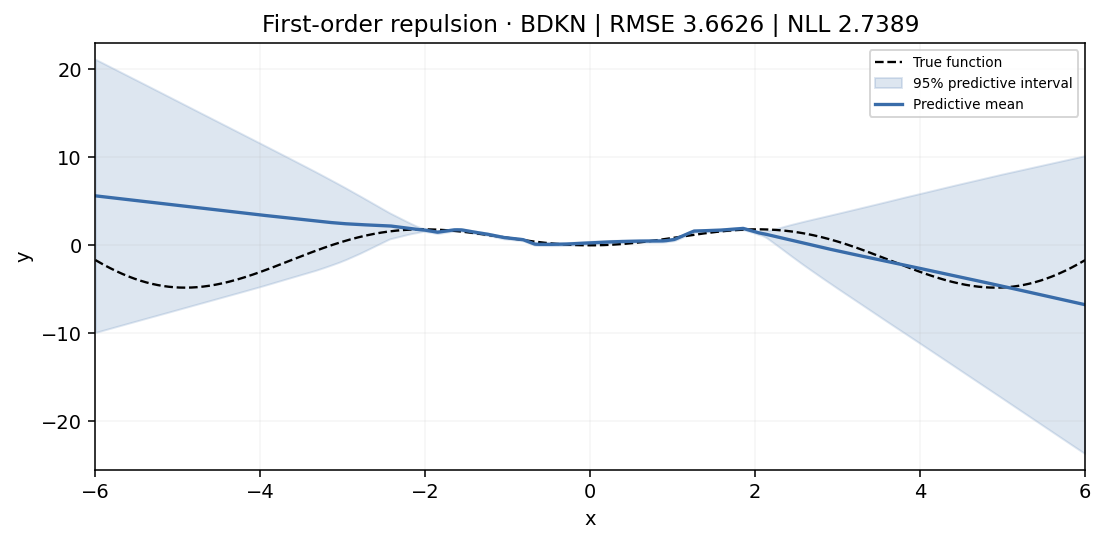 First-order repulsion · BDKN | RMSE 3.6626 | NLL 2.7389
True function
95% predictive interval
Predictive mean
20
10
0
−10
−20
y
−6 −4 −2 0 2 4 6
x